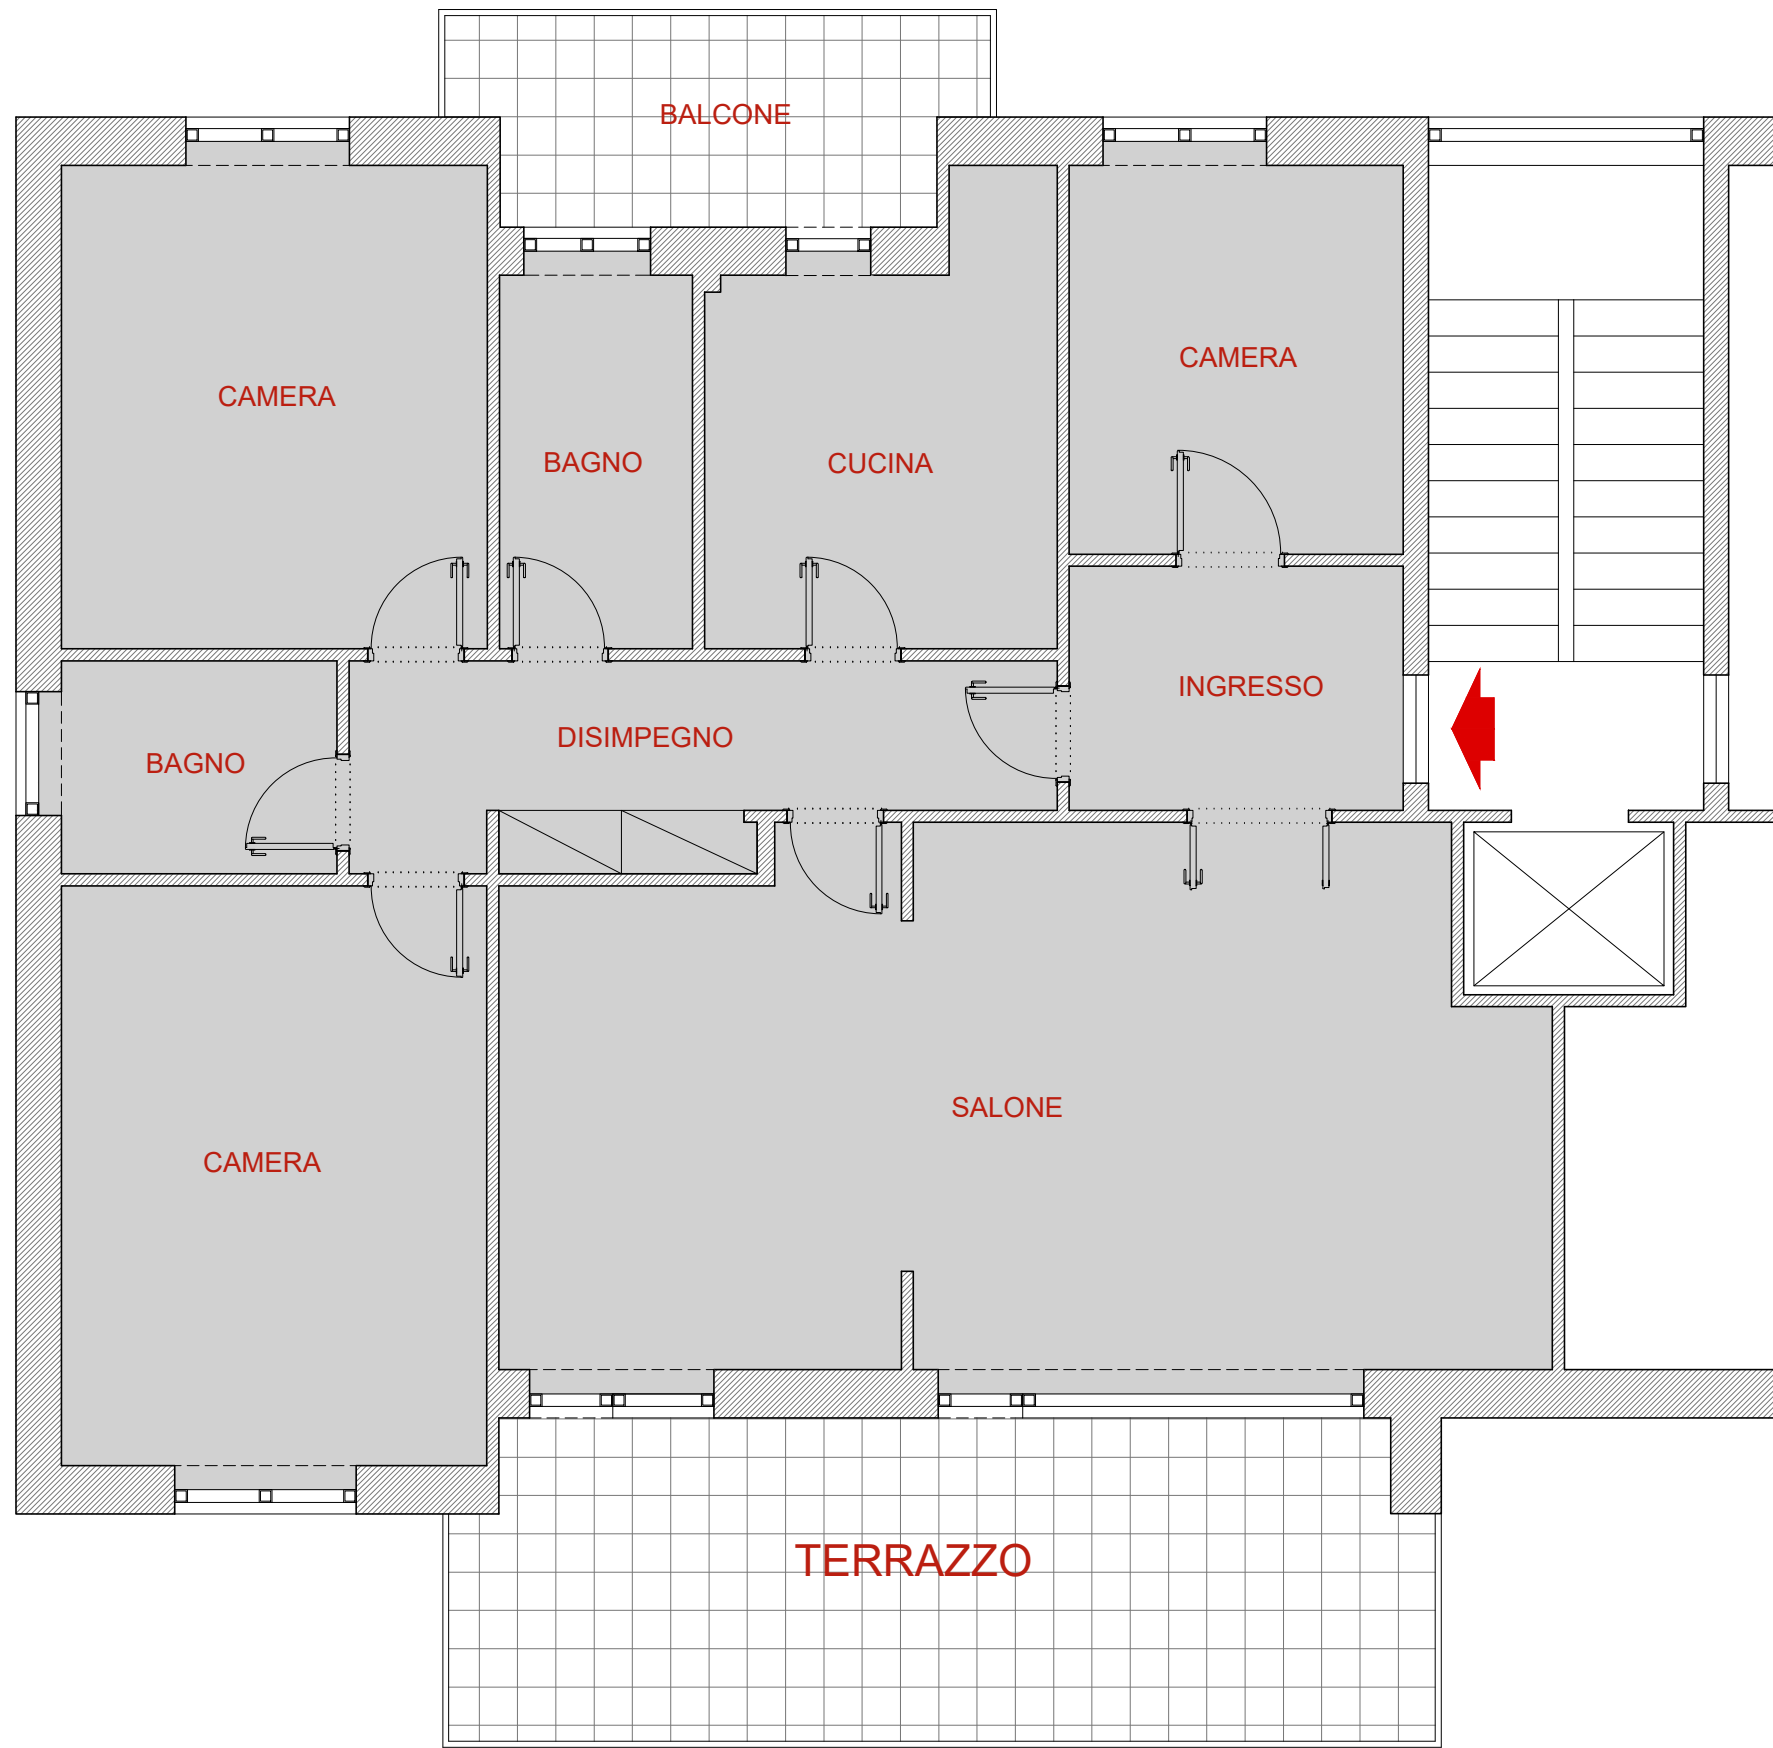 BALCONE
CAMERA
CAMERA
BAGNO
CUCINA
INGRESSO
DISIMPEGNO
BAGNO
SALONE
CAMERA
TERRAZZO